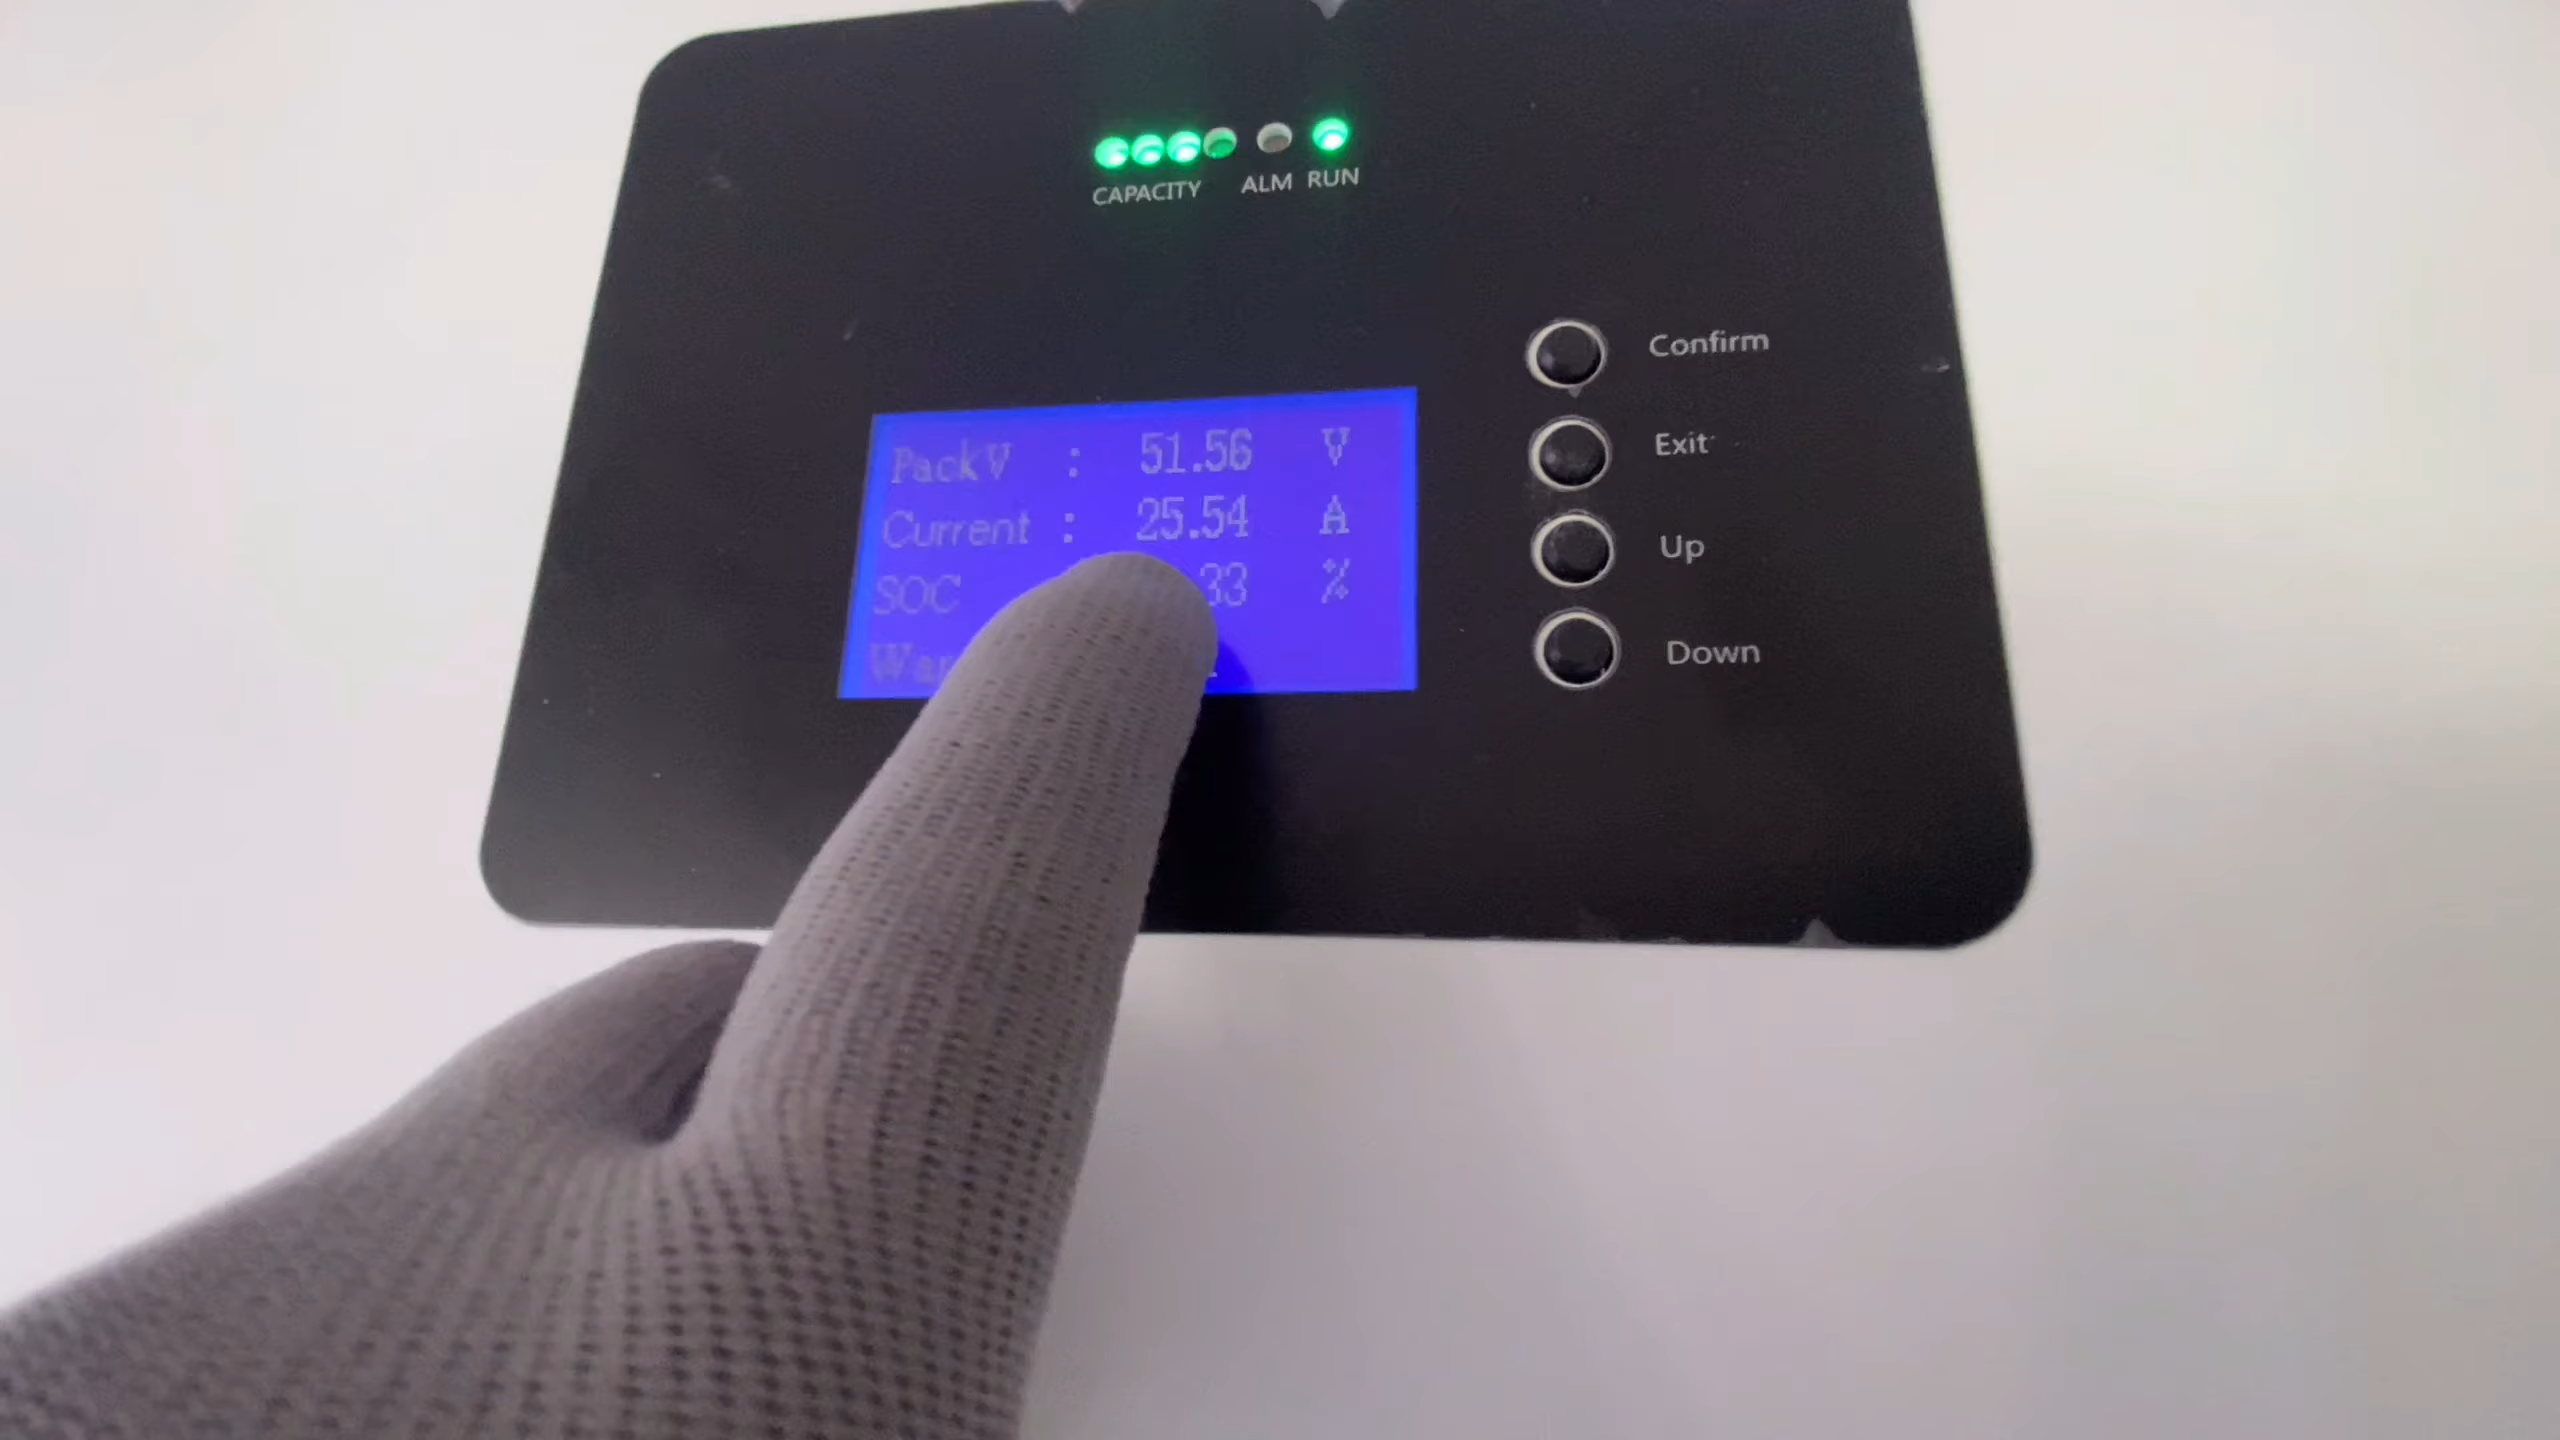 CAPACITY ALM RUN
Confirm
Exit
Up
Down
PackV : 51.56 V
Current : 25.54 A
SOC 33 %